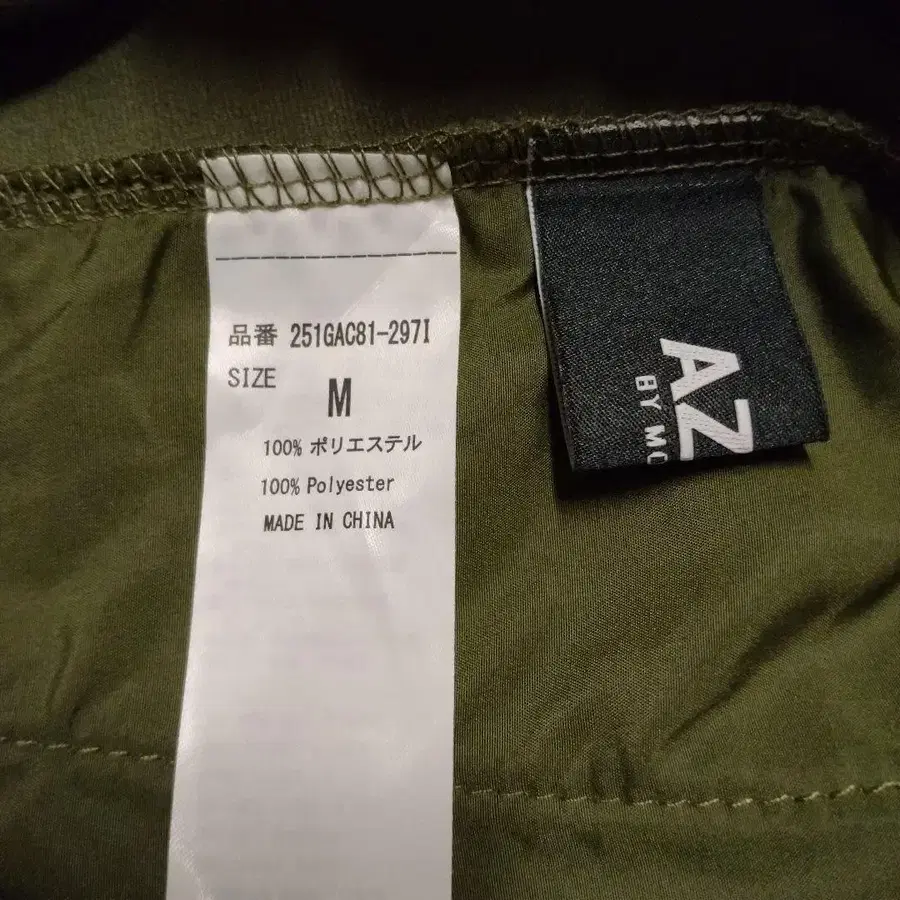 品番 251GAC81-297I
SIZE
M
100% ポリエステル
100% Polyester
MADE IN CHINA
AZ
BY